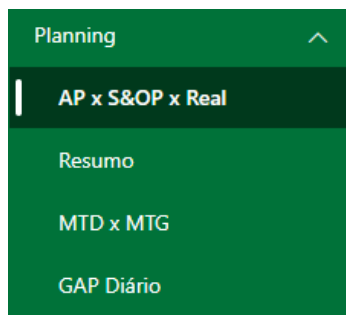 Planning
AP x S&OP x Real
Resumo
MTD x MTG
GAP Diário